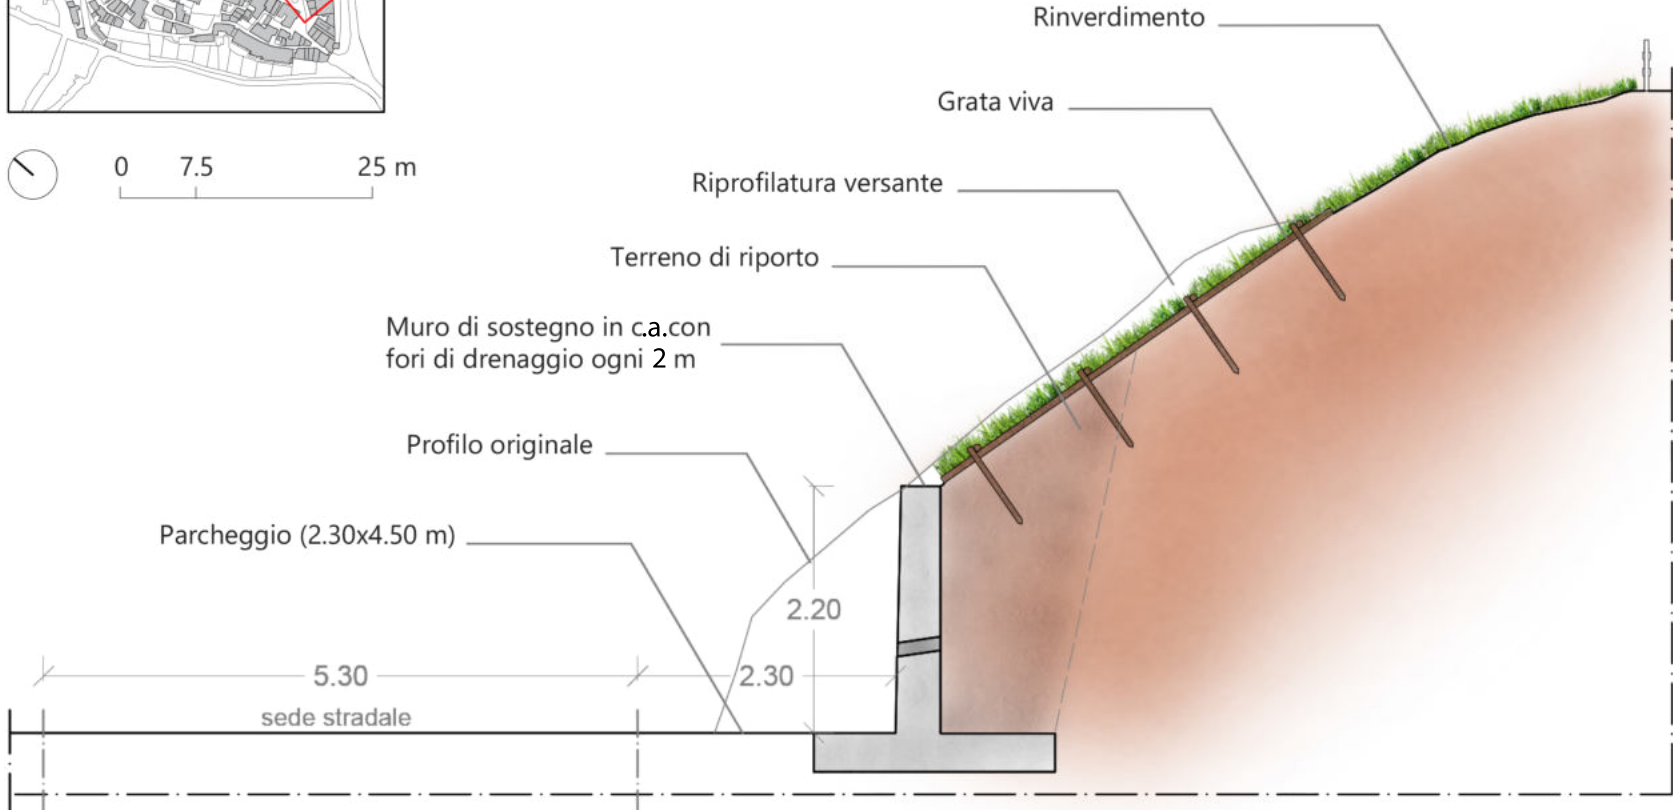 Rinverdimento
Grata viva
0 7.5 25 m
Riprofilatura versante
Terreno di riporto
Muro di sostegno in c.a.con
fori di drenaggio ogni 2 m
Profilo originale
Parcheggio (2.30x4.50 m)
2.20
5.30
2.30
sede stradale